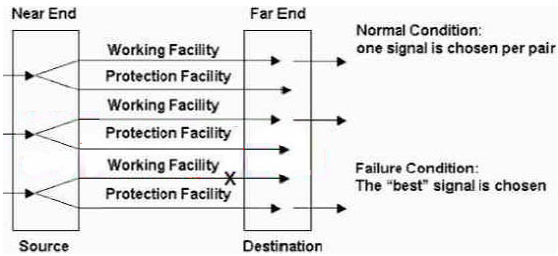 Near End
Far End
Normal Condition:
one signal is chosen per pair
Working Facility
Protection Facility
Working Facility
Protection Facility
Working Facility
X
Protection Facility
Failure Condition:
The "best" signal is chosen
Source
Destination